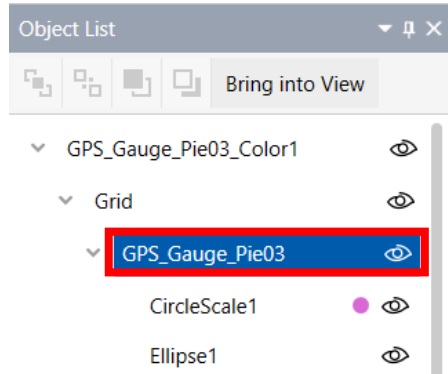 Object List
Bring into View
GPS_Gauge_Pie03_Color1
Grid
GPS_Gauge_Pie03
CircleScale1
Ellipse1